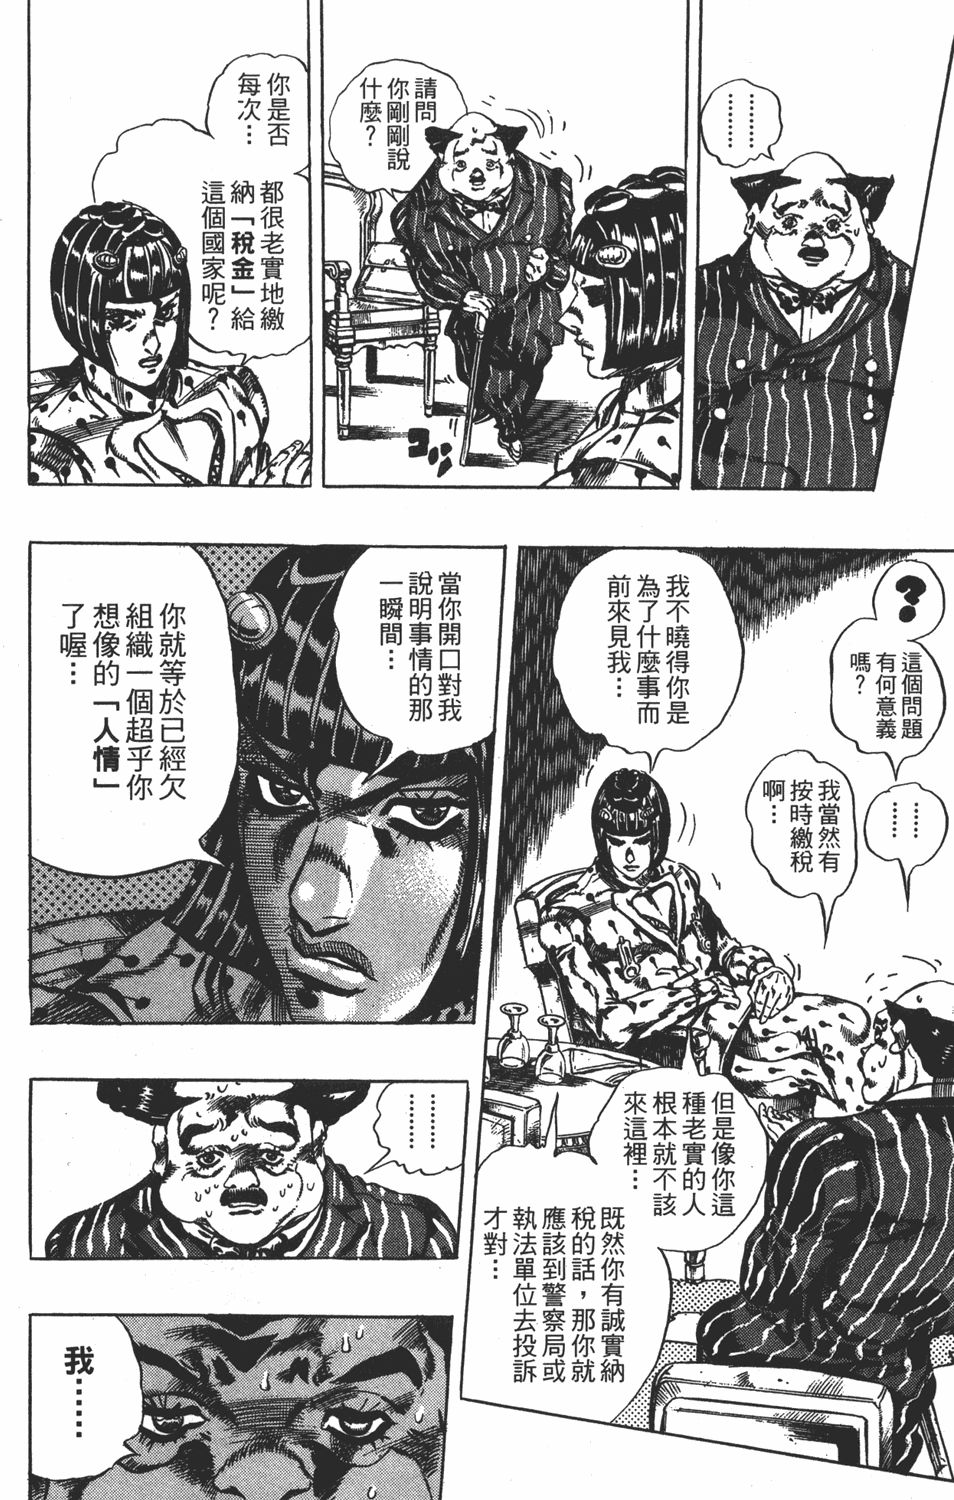 ⋯⋯
⋯⋯
請問
你剛剛說
什麼？
ゴゾ
你是否
每次⋯
都很老實地繳
納「稅金」給
這個國家呢？
？
這個問題
有何意義
嗎？
⋯⋯
⋯⋯
我當然有
按時繳稅
啊⋯
我不曉得你是
為了什麼事而
前來見我⋯
但是像你這
種老實的人
根本就不該
來這裡⋯
既然你有誠實納
稅的話，那你就
應該到警察局或
執法單位去投訴
才對⋯
當你開口對我
說明事情的那
一瞬間⋯
你就等於已經欠
組織一個超乎你
想像的「人情」
了喔⋯
⋯⋯
⋯⋯
我⋯⋯